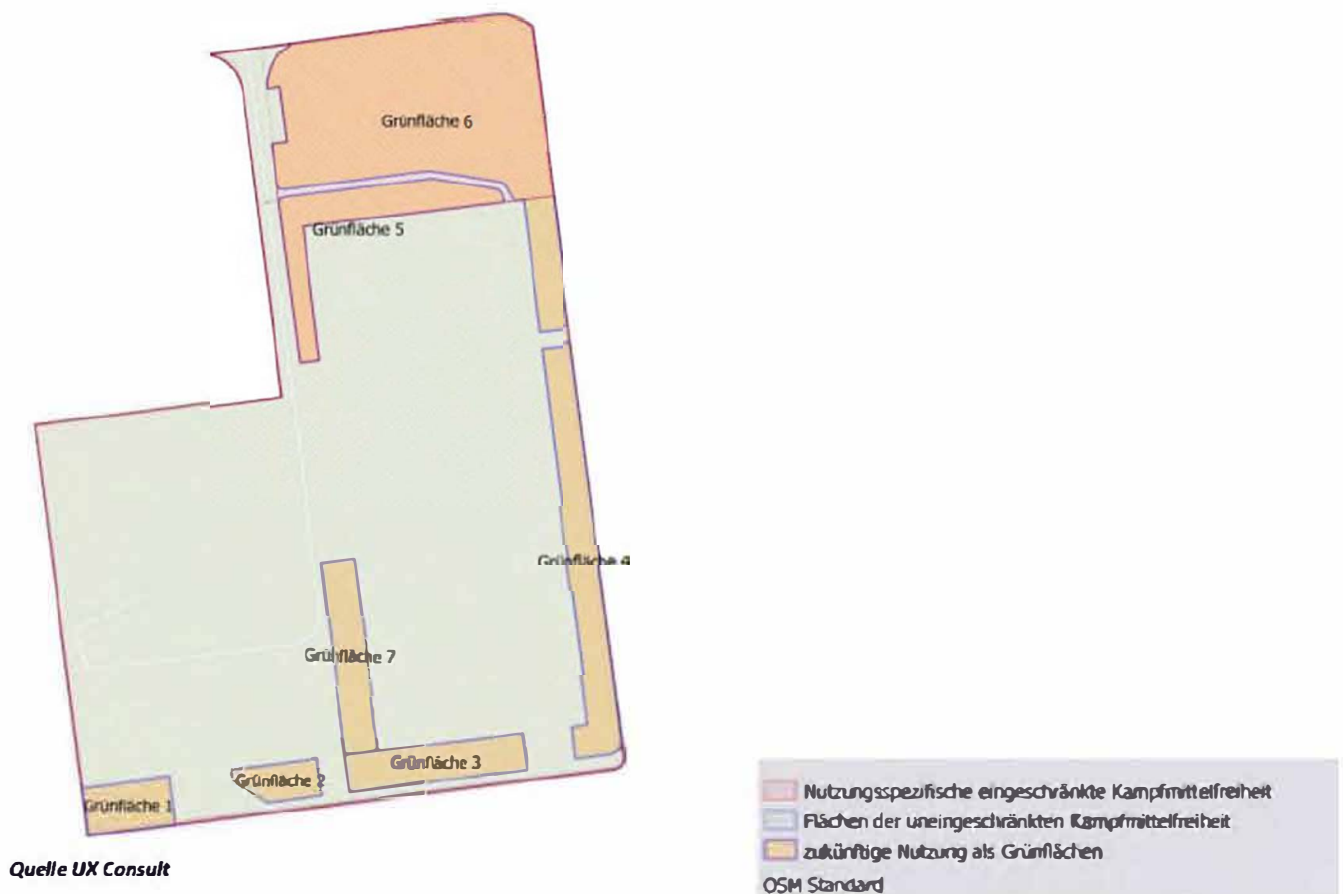 Grünfläche 6
Grünfläche 5
Grünfläche 4
Grünfläche 7
Grünfläche 3
Grünfläche 2
Grünfläche 1
Quelle UX Consult
Nutzungsspezifische eingeschränkte Kampfmittelfreiheit
Flächen der uneingeschränkten Kampfmittelfreiheit
zukünftige Nutzung als Grünflächen
OSM Standard